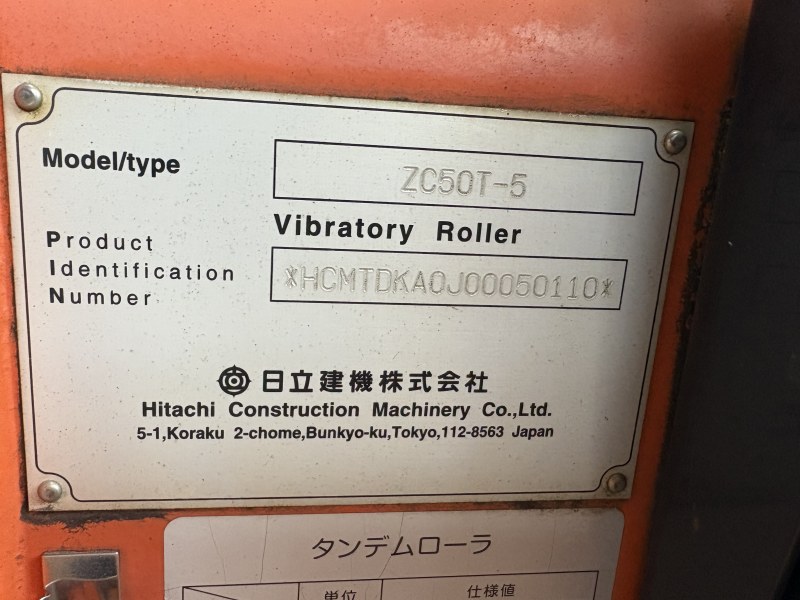 Model/type
ZC50T-5
Vibratory Roller
Product
Identification
Number
*HCMTDKA0J00050110*
日立建機株式会社
Hitachi Construction Machinery Co.,Ltd.
5-1,Koraku 2-chome,Bunkyo-ku,Tokyo,112-8563 Japan
タンデムローラ
単位 仕様値